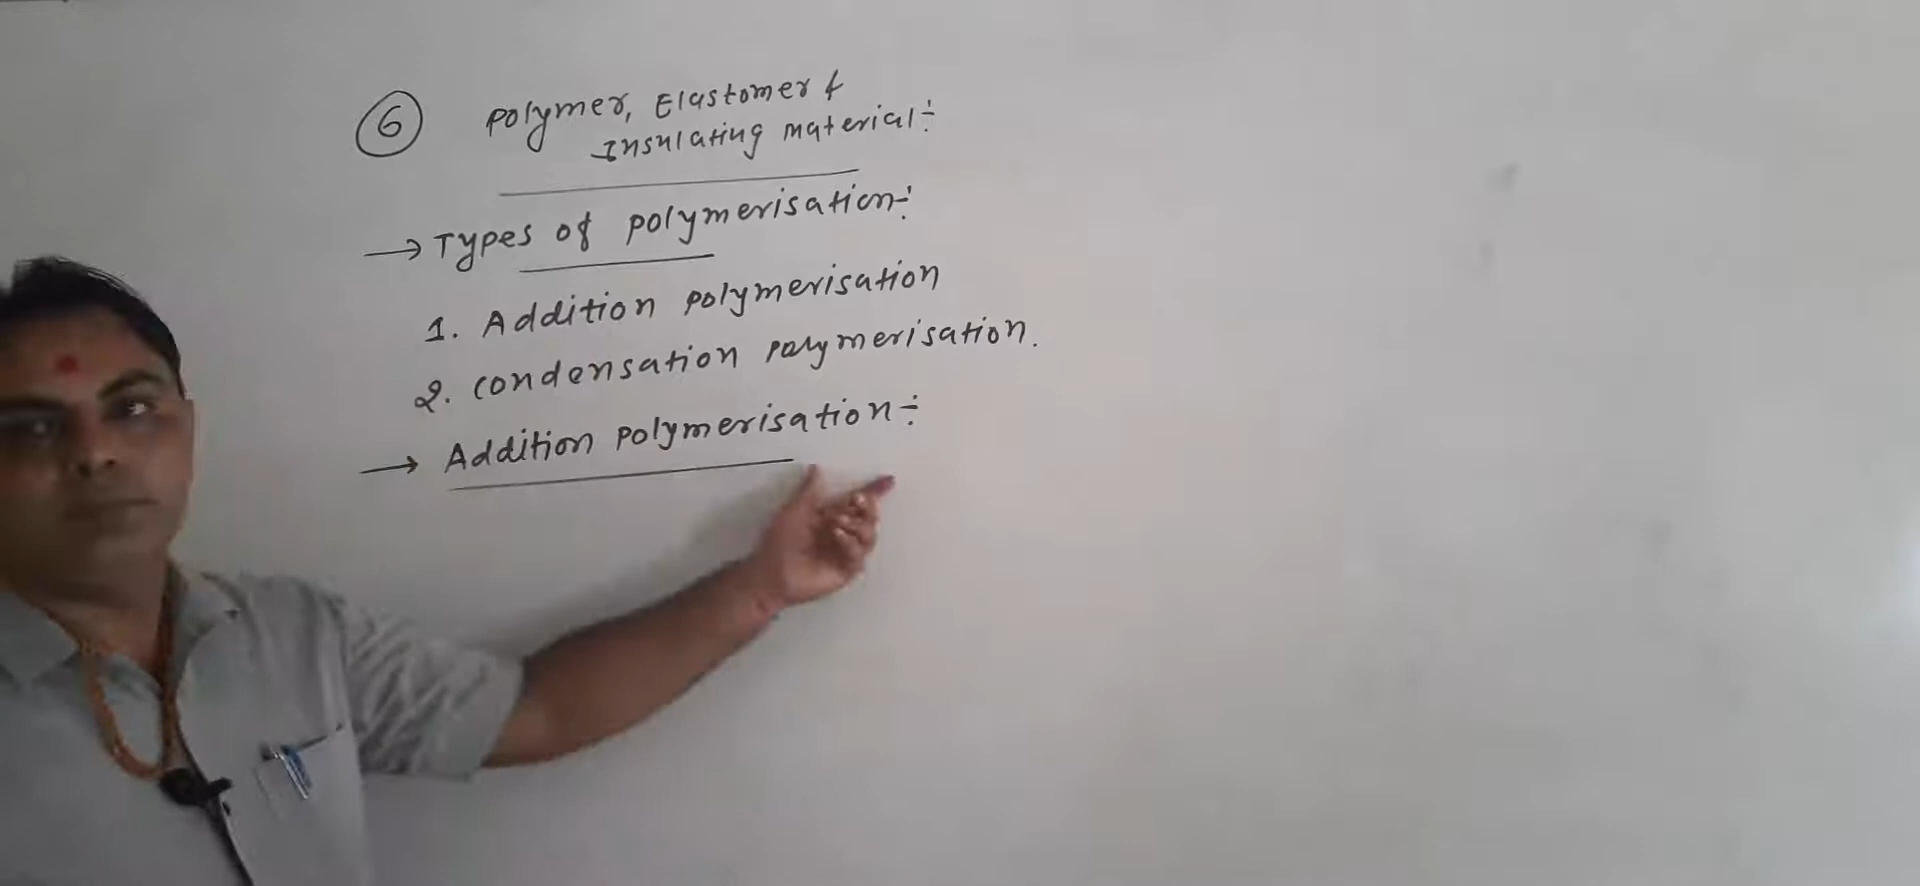 6 Polymer, Elastomer &
Insulating material:-
→ Types of polymerisation:-
1. Addition polymerisation
2. Condensation polymerisation.
→ Addition polymerisation:-